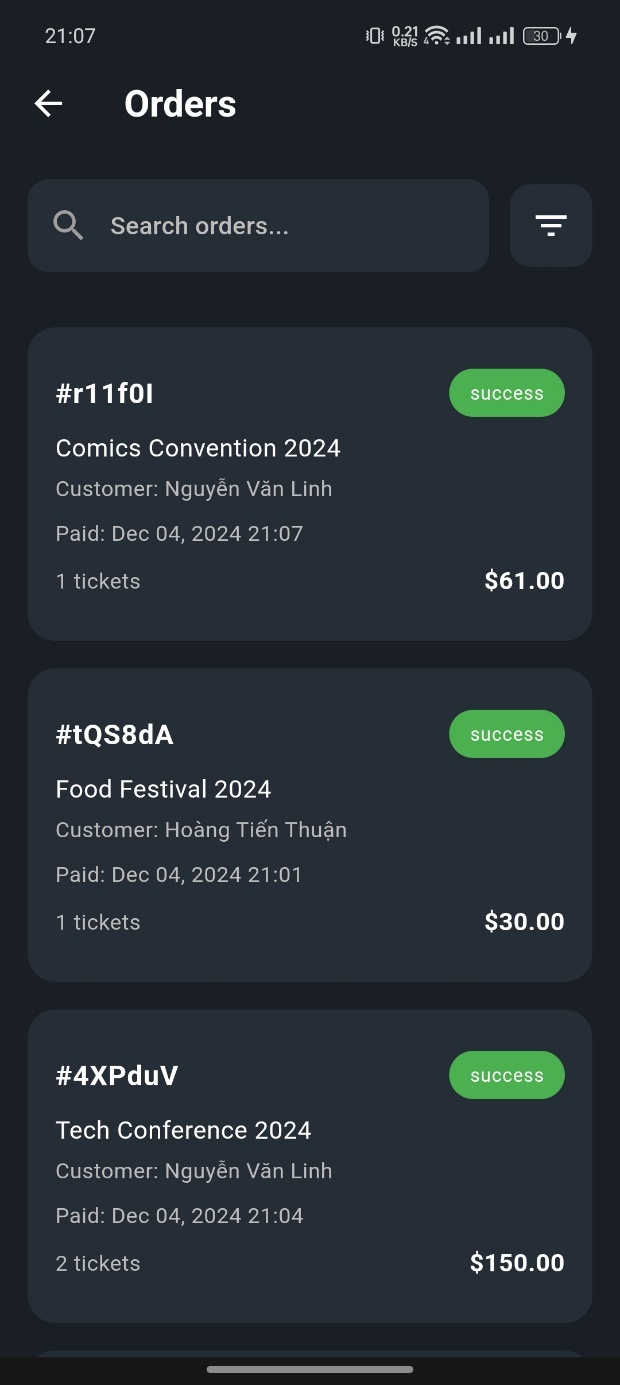 21:07 0.21 KB/S 4 30
Orders
Search orders...
#r11f0I success
Comics Convention 2024
Customer: Nguyễn Văn Linh
Paid: Dec 04, 2024 21:07
1 tickets $61.00
#tQS8dA success
Food Festival 2024
Customer: Hoàng Tiến Thuận
Paid: Dec 04, 2024 21:01
1 tickets $30.00
#4XPduV success
Tech Conference 2024
Customer: Nguyễn Văn Linh
Paid: Dec 04, 2024 21:04
2 tickets $150.00